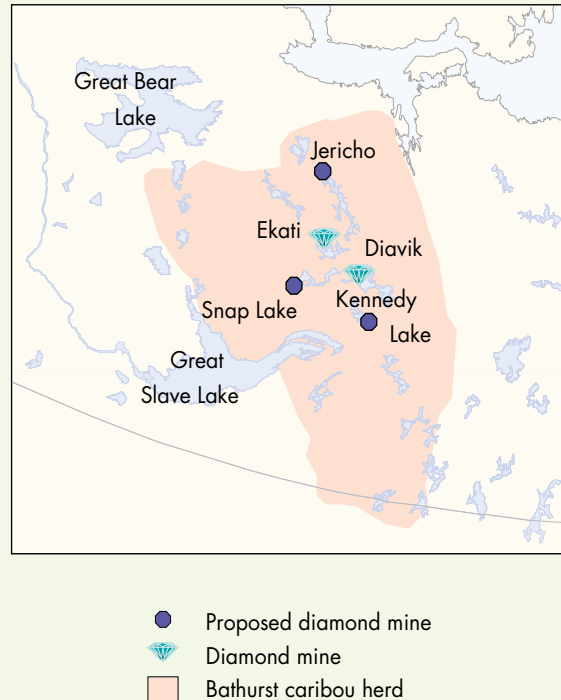 Great Bear
Lake
Jericho
Ekati
Diavik
Snap Lake
Kennedy
Lake
Great
Slave Lake
Proposed diamond mine
Diamond mine
Bathurst caribou herd